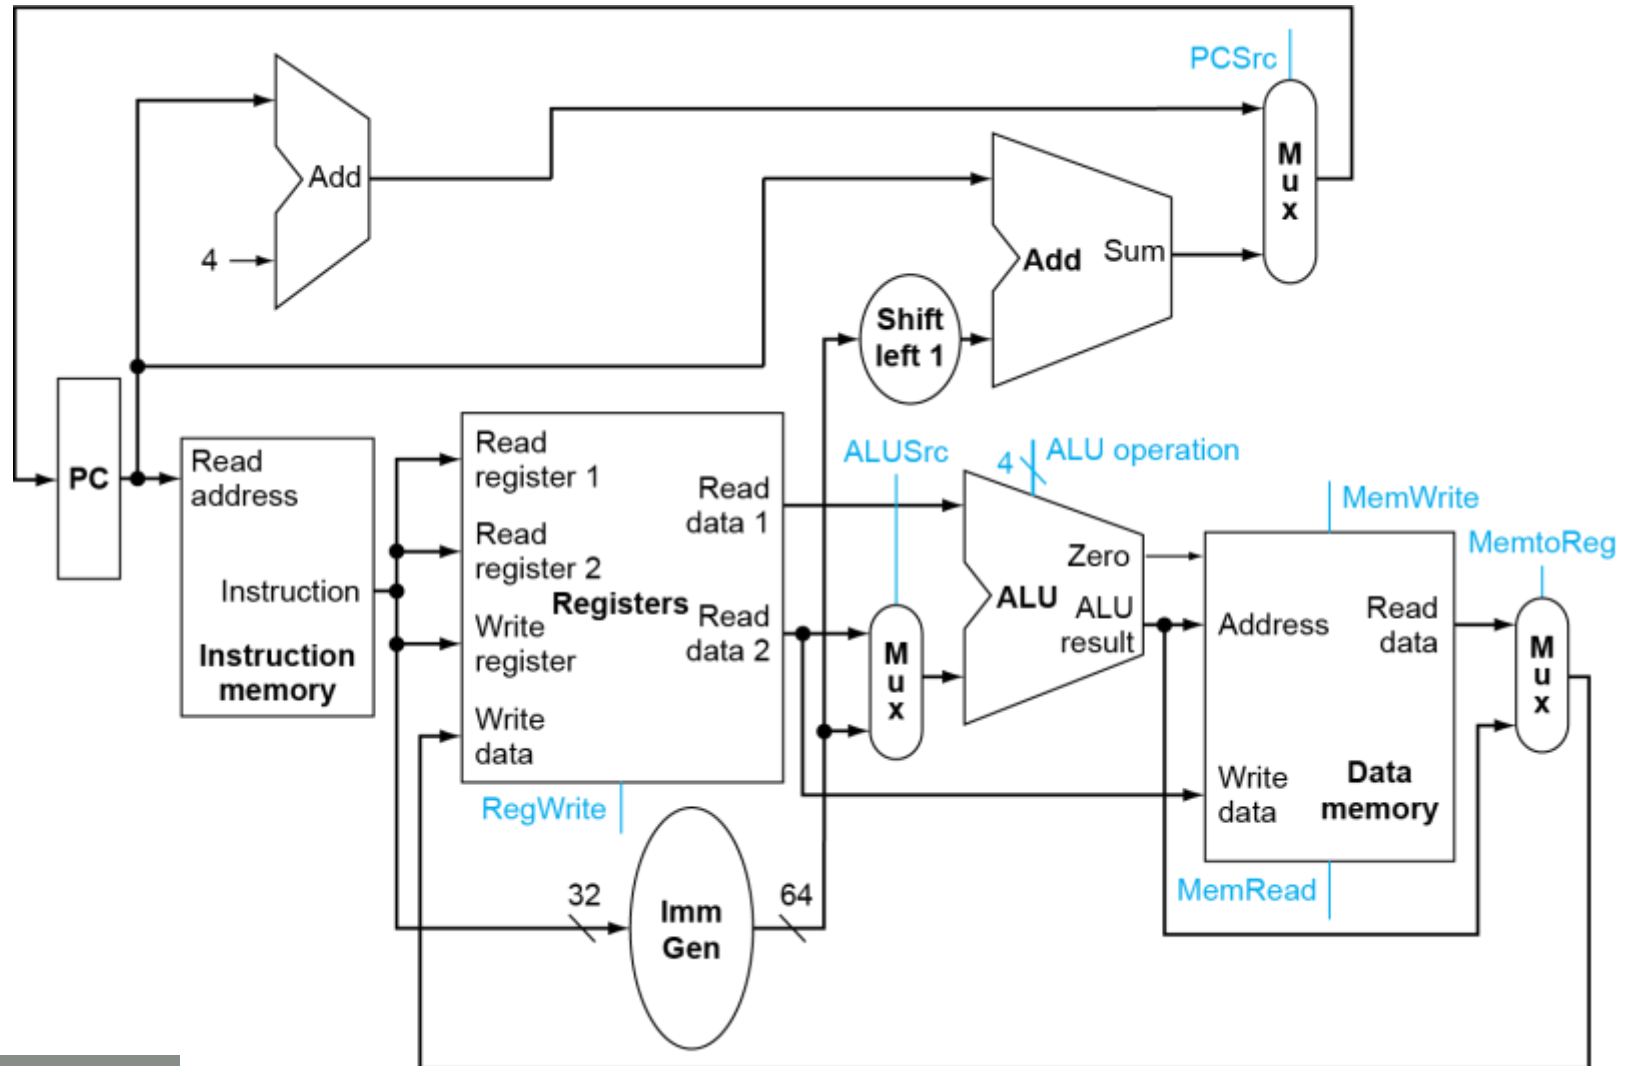 PCSrc
M
u
x
Add
4
Add
Sum
Shift
left 1
PC
Read
address
Instruction
Instruction
memory
Read
register 1
Read
register 2
Write
register
Write
data
Registers
Read
data 1
Read
data 2
RegWrite
32
Imm
Gen
64
ALUSrc
M
u
x
4
ALU operation
Zero
ALU
ALU
result
MemWrite
Address
Read
data
Write
data
Data
memory
MemRead
MemtoReg
M
u
x